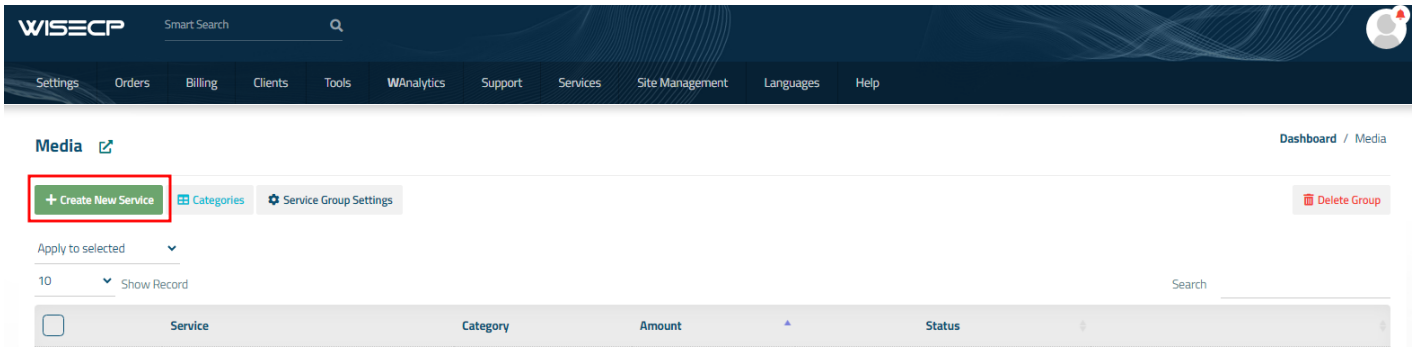 WISECP Smart Search
Settings Orders Billing Clients Tools WAnalytics Support Services Site Management Languages Help
Media Dashboard / Media
+ Create New Service Categories Service Group Settings Delete Group
Apply to selected
10 Show Record Search
Service Category Amount Status